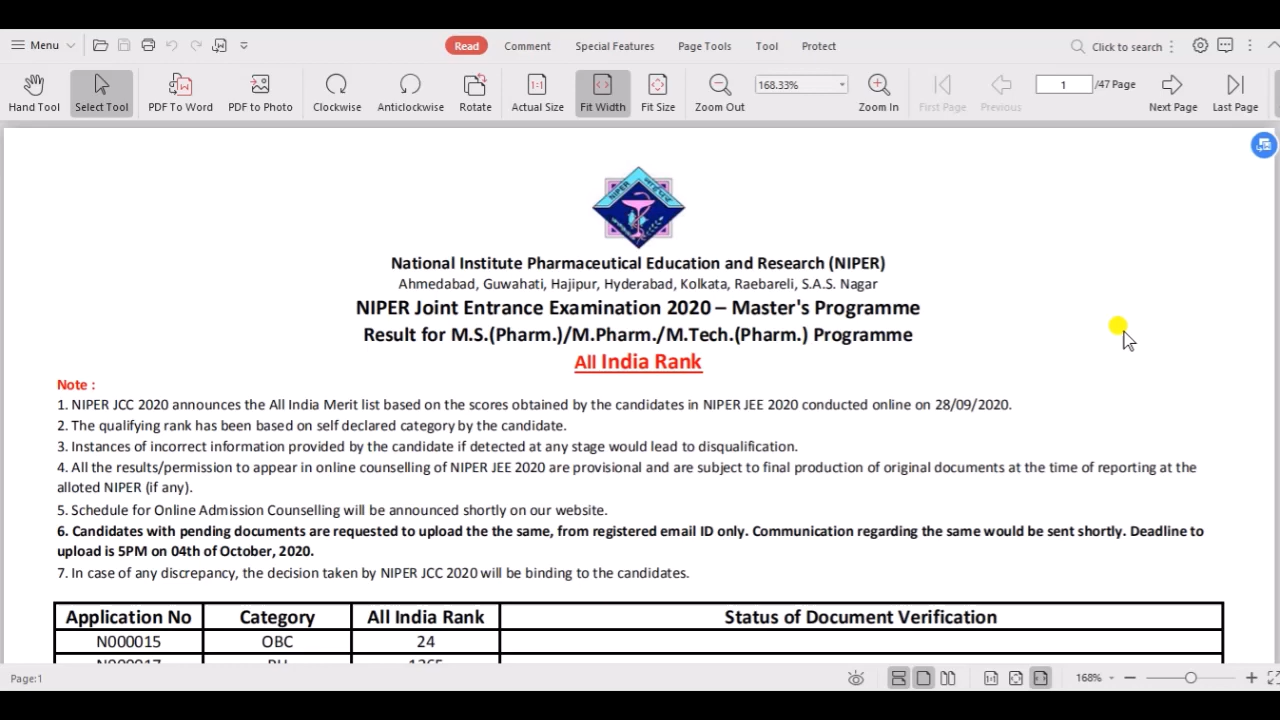 Menu
Read
Comment
Special Features
Page Tools
Tool
Protect
Click to search
Hand Tool
Select Tool
PDF To Word
PDF to Photo
Clockwise
Anticlockwise
Rotate
Actual Size
Fit Width
Fit Size
Zoom Out
168.33%
Zoom In
First Page
Previous
1 /47 Page
Next Page
Last Page
NIPER
National Institute Pharmaceutical Education and Research (NIPER)
Ahmedabad, Guwahati, Hajipur, Hyderabad, Kolkata, Raebareli, S.A.S. Nagar
NIPER Joint Entrance Examination 2020 – Master's Programme
Result for M.S.(Pharm.)/M.Pharm./M.Tech.(Pharm.) Programme
All India Rank
Note :
1. NIPER JCC 2020 announces the All India Merit list based on the scores obtained by the candidates in NIPER JEE 2020 conducted online on 28/09/2020.
2. The qualifying rank has been based on self declared category by the candidate.
3. Instances of incorrect information provided by the candidate if detected at any stage would lead to disqualification.
4. All the results/permission to appear in online counselling of NIPER JEE 2020 are provisional and are subject to final production of original documents at the time of reporting at the
alloted NIPER (if any).
5. Schedule for Online Admission Counselling will be announced shortly on our website.
6. Candidates with pending documents are requested to upload the the same, from registered email ID only. Communication regarding the same would be sent shortly. Deadline to
upload is 5PM on 04th of October, 2020.
7. In case of any discrepancy, the decision taken by NIPER JCC 2020 will be binding to the candidates.
Application No Category All India Rank Status of Document Verification
N000015 OBC 24
Page:1
168%